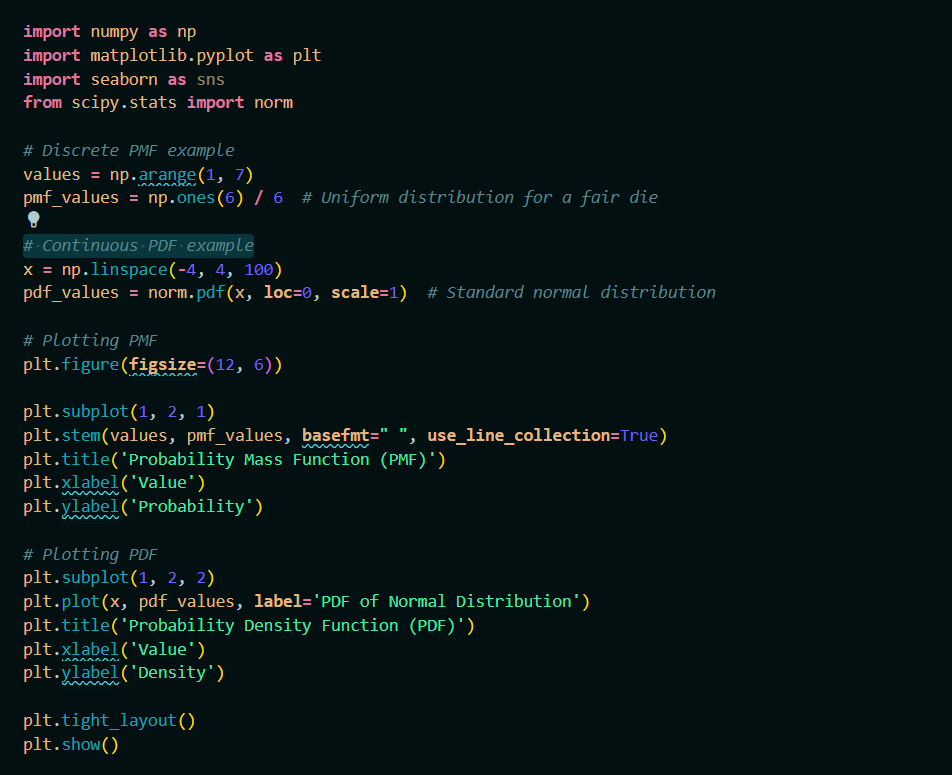 import numpy as np
import matplotlib.pyplot as plt
import seaborn as sns
from scipy.stats import norm
# Discrete PMF example
values = np.arange(1, 7)
pmf_values = np.ones(6) / 6  # Uniform distribution for a fair die
# Continuous PDF example
x = np.linspace(-4, 4, 100)
pdf_values = norm.pdf(x, loc=0, scale=1)  # Standard normal distribution
# Plotting PMF
plt.figure(figsize=(12, 6))
plt.subplot(1, 2, 1)
plt.stem(values, pmf_values, basefmt=" ", use_line_collection=True)
plt.title('Probability Mass Function (PMF)')
plt.xlabel('Value')
plt.ylabel('Probability')
# Plotting PDF
plt.subplot(1, 2, 2)
plt.plot(x, pdf_values, label='PDF of Normal Distribution')
plt.title('Probability Density Function (PDF)')
plt.xlabel('Value')
plt.ylabel('Density')
plt.tight_layout()
plt.show()